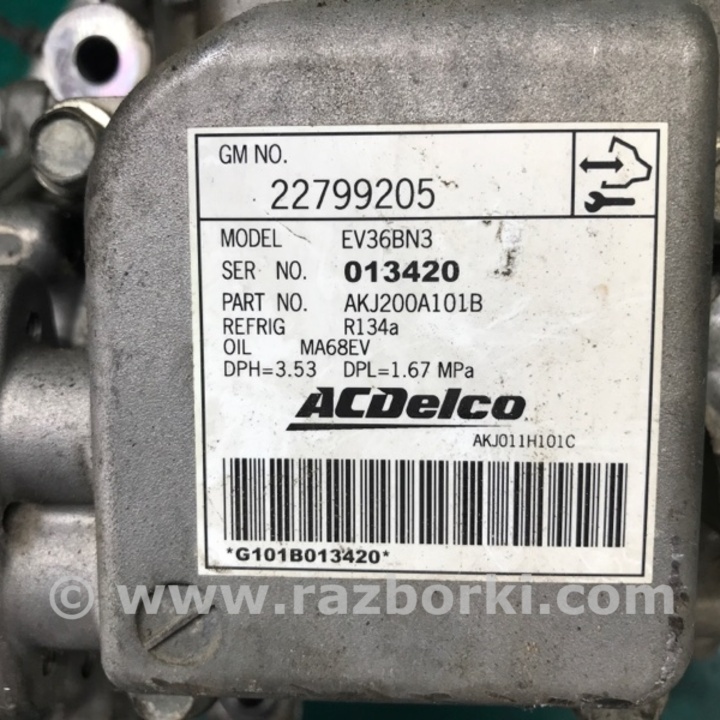 GM NO.
22799205
MODEL EV36BN3
SER NO. 013420
PART NO. AKJ200A101B
REFRIG R134a
OIL MA68EV
DPH=3.53 DPL=1.67 MPa
ACDelco
AKJ011H101C
*G101B013420*
© www.razborki.com